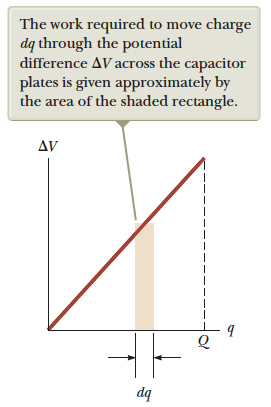 The work required to move charge
dq through the potential
difference ΔV across the capacitor
plates is given approximately by
the area of the shaded rectangle.
ΔV
q
Q
dq